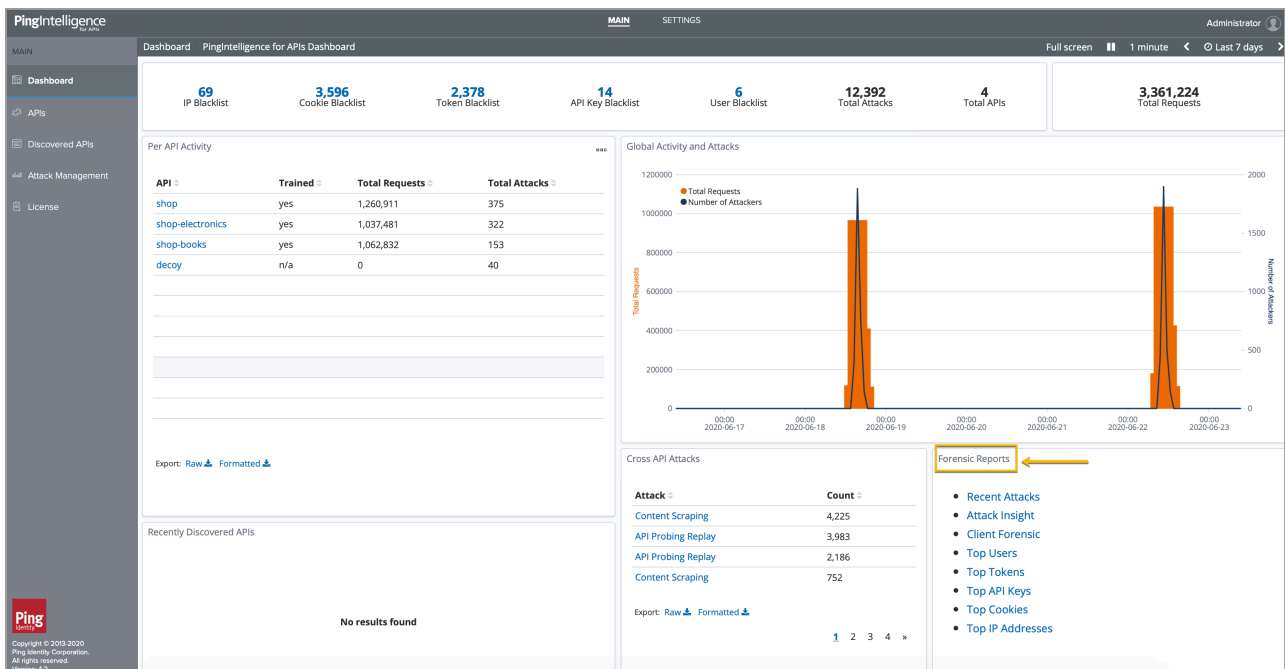 PingIntelligence
for APIs
MAIN
SETTINGS
Administrator
MAIN
Dashboard
APIs
Discovered APIs
Attack Management
License
Dashboard PingIntelligence for APIs Dashboard
Full screen 1 minute Last 7 days
69
IP Blacklist
3,596
Cookie Blacklist
2,378
Token Blacklist
14
API Key Blacklist
6
User Blacklist
12,392
Total Attacks
4
Total APIs
3,361,224
Total Requests
Per API Activity
API Trained Total Requests Total Attacks
shop yes 1,260,911 375
shop-electronics yes 1,037,481 322
shop-books yes 1,062,832 153
decoy n/a 0 40
Export: Raw Formatted
Recently Discovered APIs
No results found
Global Activity and Attacks
Total Requests
Number of Attackers
1200000
1000000
800000
600000
400000
200000
0
Total Requests
2000
1500
1000
500
0
Number of Attackers
00:00 00:00 00:00 00:00 00:00 00:00 00:00
2020-06-17 2020-06-18 2020-06-19 2020-06-20 2020-06-21 2020-06-22 2020-06-23
Cross API Attacks
Attack Count
Content Scraping 4,225
API Probing Replay 3,983
API Probing Replay 2,186
Content Scraping 752
Export: Raw Formatted
1 2 3 4 »
Forensic Reports
Recent Attacks
Attack Insight
Client Forensic
Top Users
Top Tokens
Top API Keys
Top Cookies
Top IP Addresses
Ping
Identity
Copyright © 2013-2020
Ping Identity Corporation.
All rights reserved.
Version 4.3